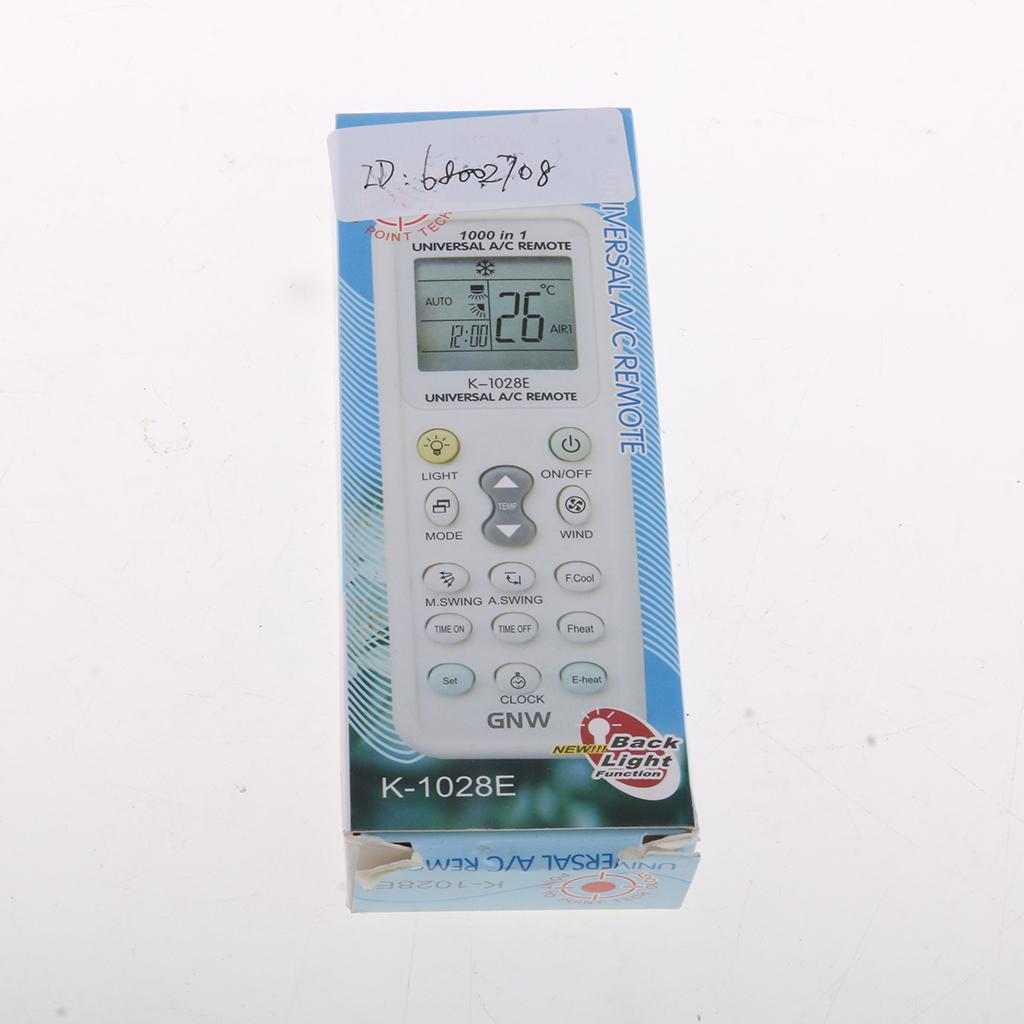 ID: 68002708
POINT TECH
UNIVERSAL A/C REMOTE
1000 in 1
UNIVERSAL A/C REMOTE
°C
AUTO
26
12:00
AIR1
K-1028E
UNIVERSAL A/C REMOTE
LIGHT
ON/OFF
TEMP
MODE
WIND
F.Cool
M.SWING A.SWING
TIME ON TIME OFF Fheat
Set E-heat
CLOCK
GNW
NEW!!! Back
Light
Function
K-1028E
UNIVERSAL A/C REMO
K-1028E
POINT TECH